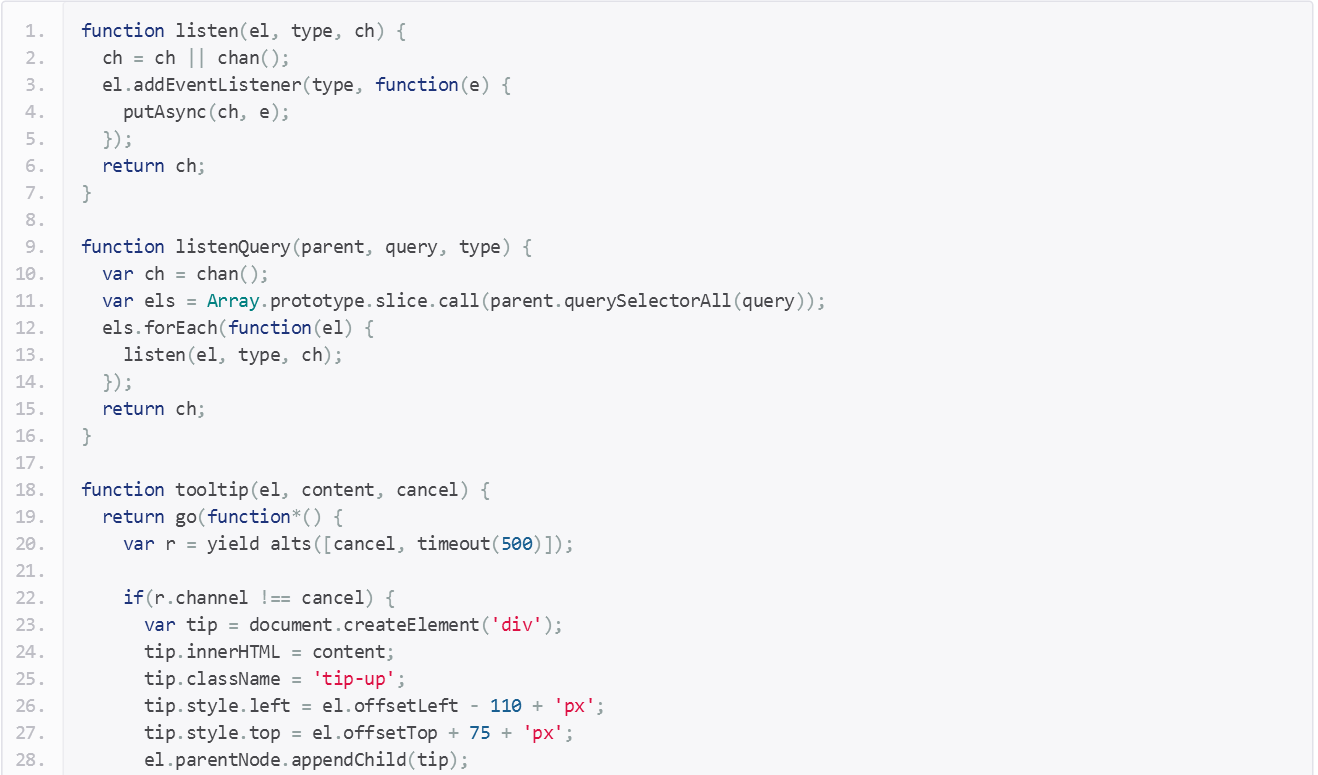 1. function listen(el, type, ch) {
2.   ch = ch || chan();
3.   el.addEventListener(type, function(e) {
4.     putAsync(ch, e);
5.   });
6.   return ch;
7. }
8.
9. function listenQuery(parent, query, type) {
10.   var ch = chan();
11.   var els = Array.prototype.slice.call(parent.querySelectorAll(query));
12.   els.forEach(function(el) {
13.     listen(el, type, ch);
14.   });
15.   return ch;
16. }
17.
18. function tooltip(el, content, cancel) {
19.   return go(function*() {
20.     var r = yield alts([cancel, timeout(500)]);
21.
22.     if(r.channel !== cancel) {
23.       var tip = document.createElement('div');
24.       tip.innerHTML = content;
25.       tip.className = 'tip-up';
26.       tip.style.left = el.offsetLeft - 110 + 'px';
27.       tip.style.top = el.offsetTop + 75 + 'px';
28.       el.parentNode.appendChild(tip);